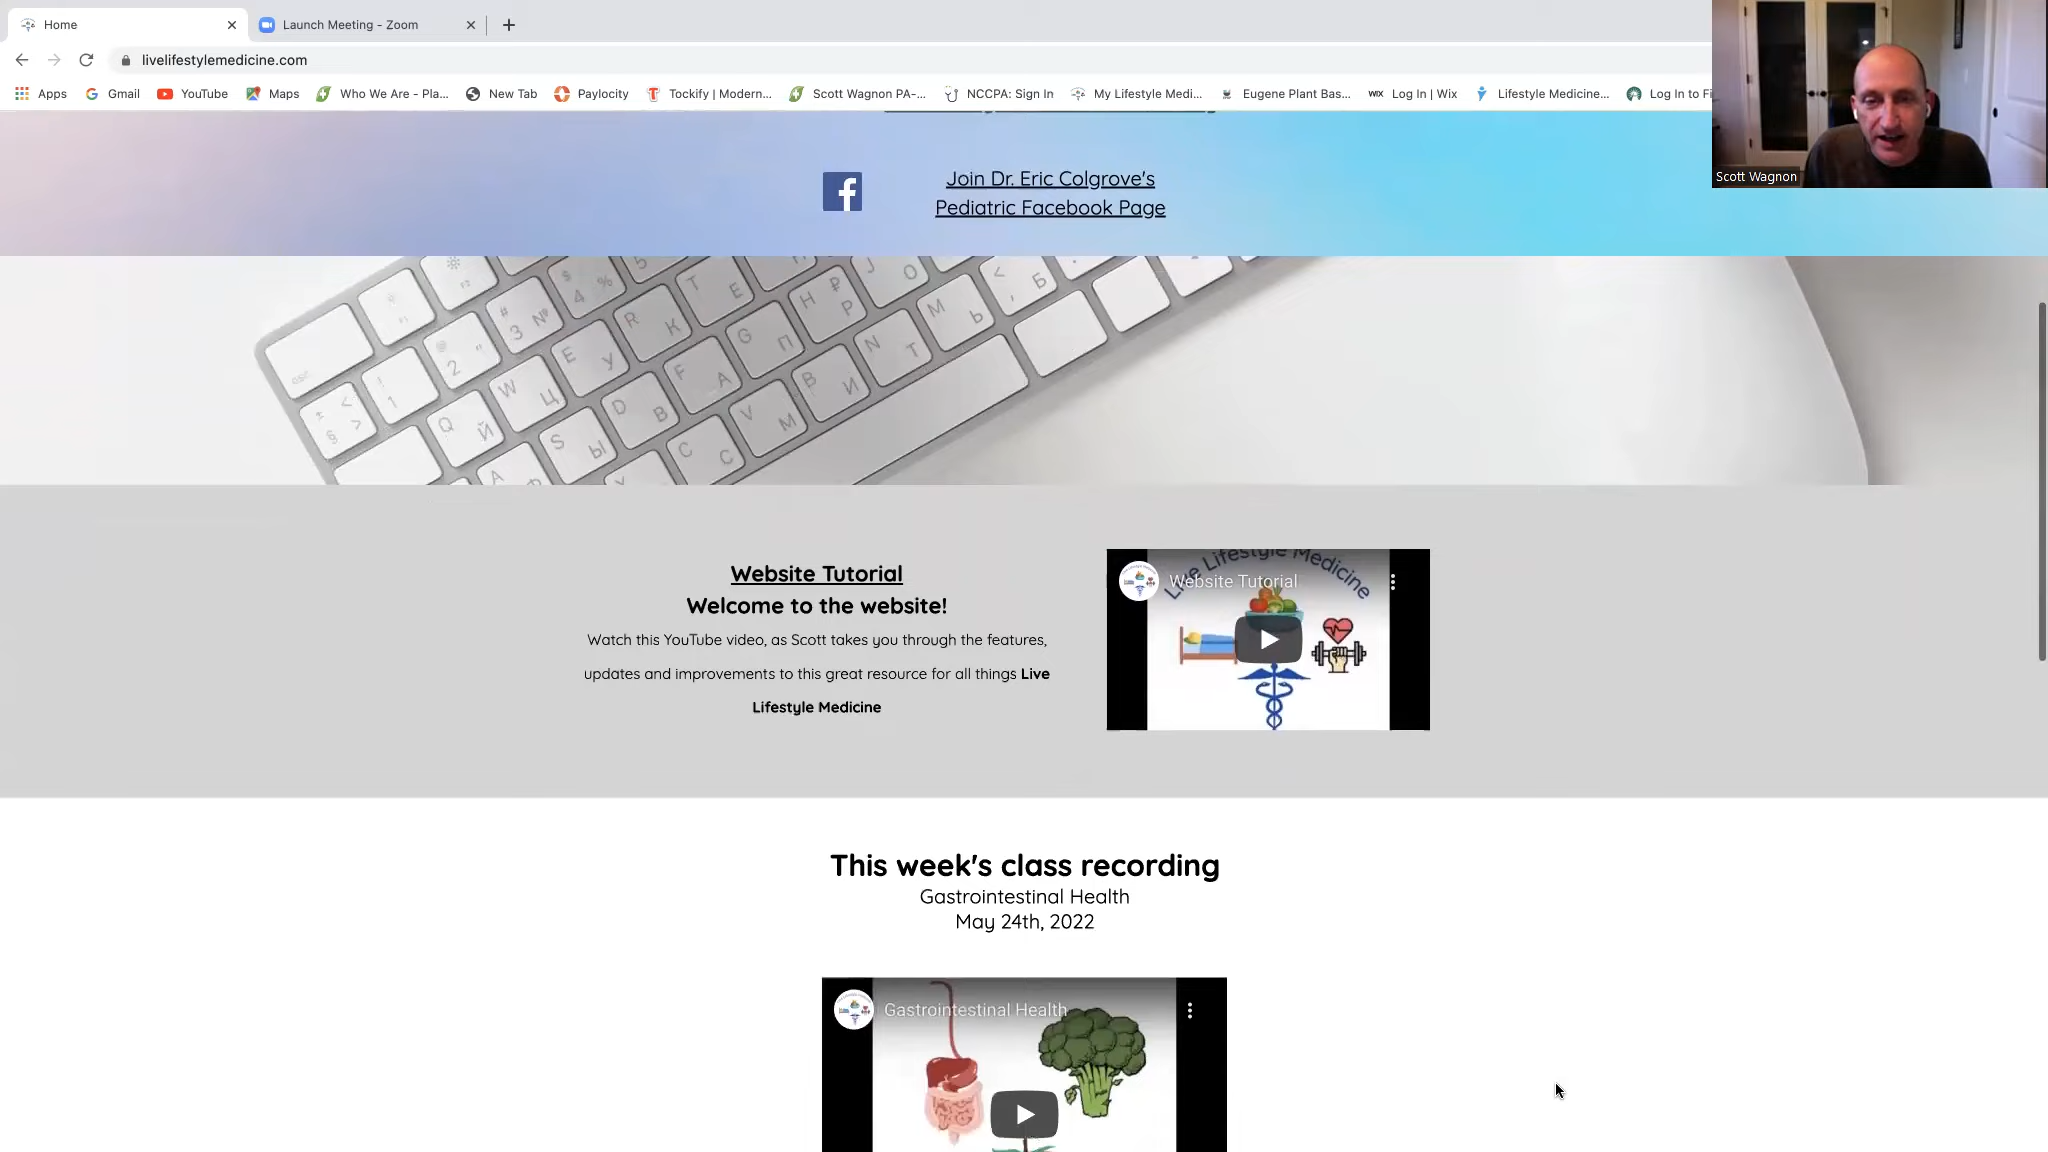 Home
Launch Meeting - Zoom
livelifestylemedicine.com
Apps
Gmail
YouTube
Maps
Who We Are - Pla...
New Tab
Paylocity
Tockify | Modern...
Scott Wagnon PA-...
NCCPA: Sign In
My Lifestyle Medi...
Eugene Plant Bas...
WIX Log In | Wix
Lifestyle Medicine...
Log In to Fi
Scott Wagnon
Join Dr. Eric Colgrove's
Pediatric Facebook Page
Website Tutorial
Welcome to the website!
Watch this YouTube video, as Scott takes you through the features,
updates and improvements to this great resource for all things Live
Lifestyle Medicine
Live Lifestyle Medicine
Website Tutorial
This week's class recording
Gastrointestinal Health
May 24th, 2022
Gastrointestinal Health